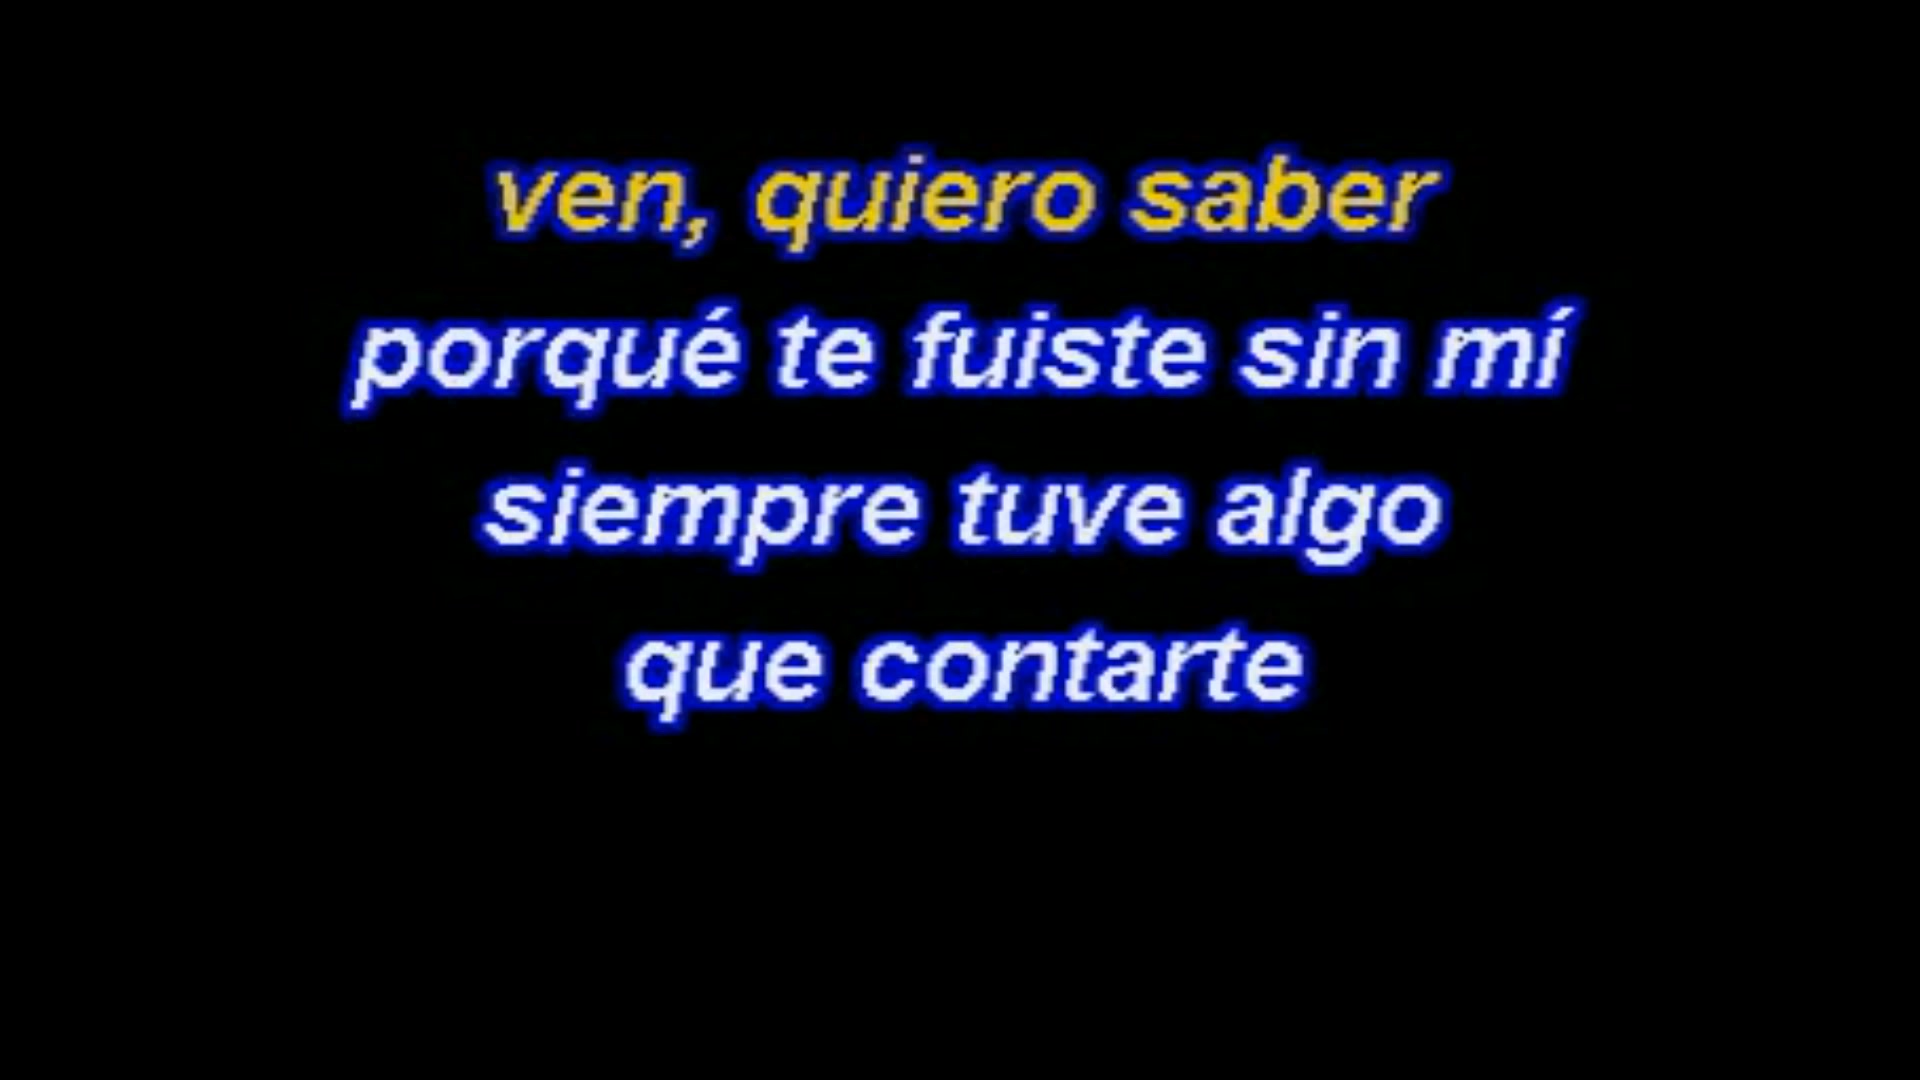 ven, quiero saber
porqué te fuiste sin mí
siempre tuve algo
que contarte